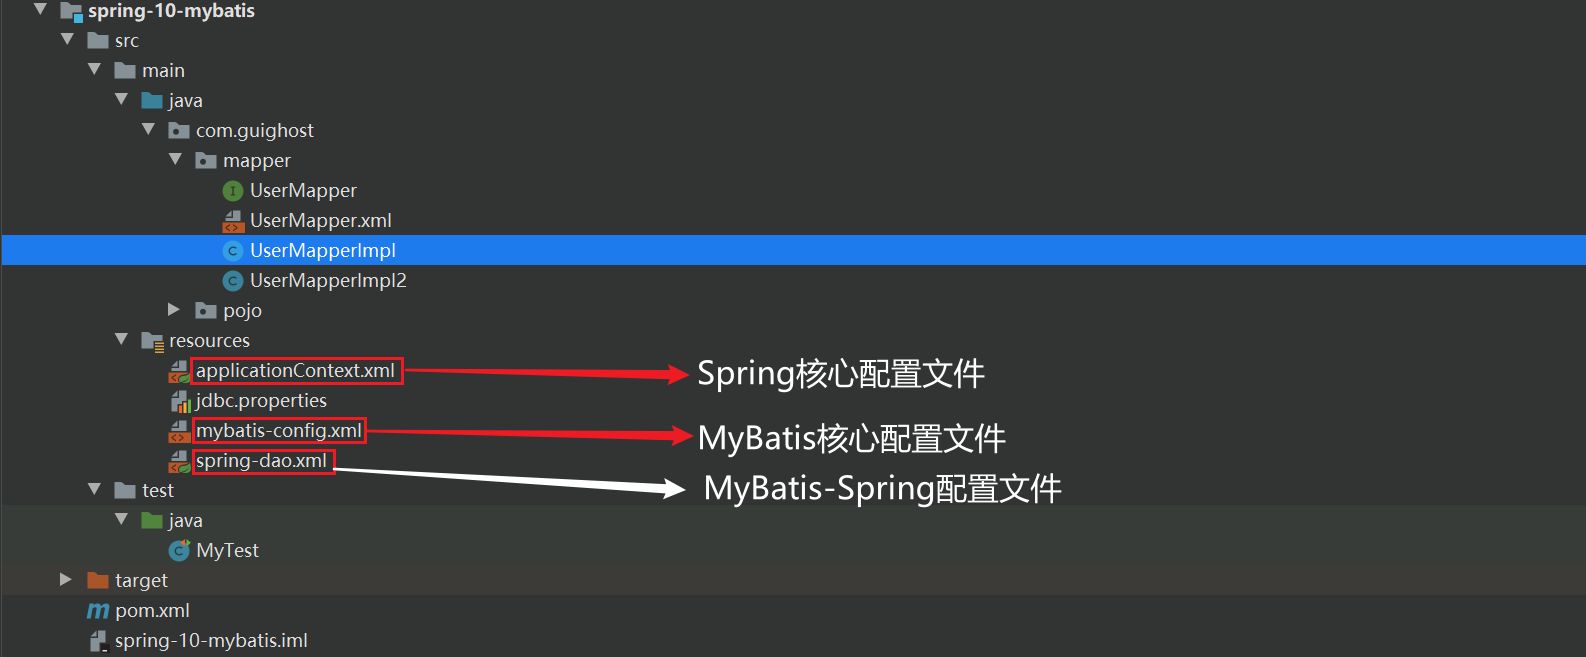 spring-10-mybatis
src
main
java
com.guighost
mapper
UserMapper
UserMapper.xml
UserMapperImpl
UserMapperImpl2
pojo
resources
applicationContext.xml Spring核心配置文件
jdbc.properties
mybatis-config.xml MyBatis核心配置文件
spring-dao.xml MyBatis-Spring配置文件
test
java
MyTest
target
pom.xml
spring-10-mybatis.iml